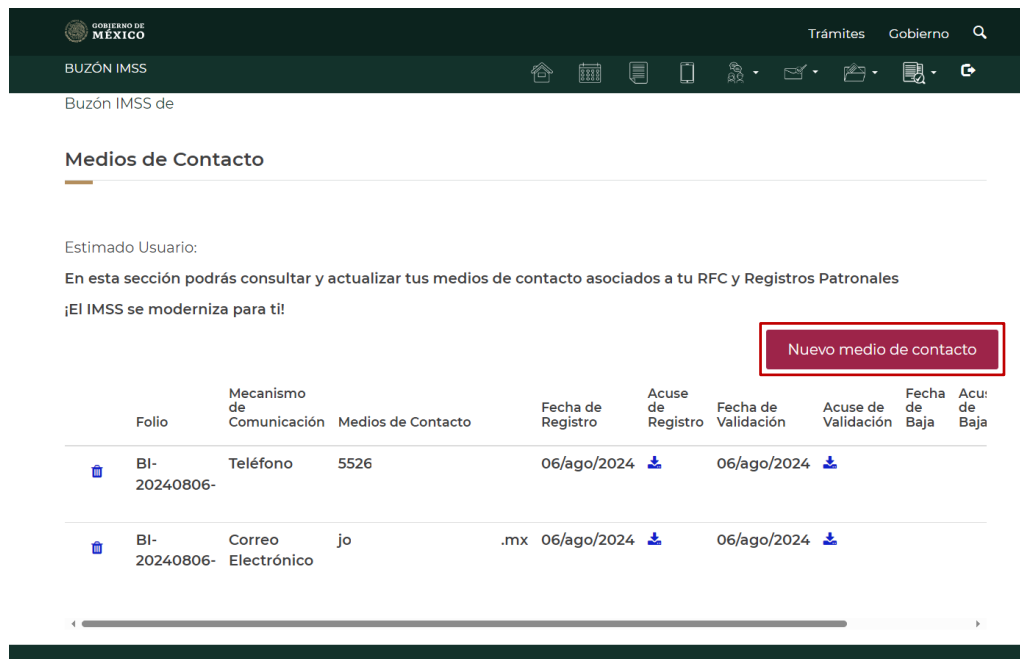 GOBIERNO DE
MÉXICO
Trámites Gobierno
BUZÓN IMSS
Buzón IMSS de
Medios de Contacto
Estimado Usuario:
En esta sección podrás consultar y actualizar tus medios de contacto asociados a tu RFC y Registros Patronales
¡El IMSS se moderniza para ti!
Nuevo medio de contacto
Folio Mecanismo de Comunicación Medios de Contacto Fecha de Registro Acuse de Registro Fecha de Validación Acuse de Validación Fecha de Baja Acus de Baja
BI- Teléfono 5526 06/ago/2024 06/ago/2024
20240806-
BI- Correo jo .mx 06/ago/2024 06/ago/2024
20240806- Electrónico